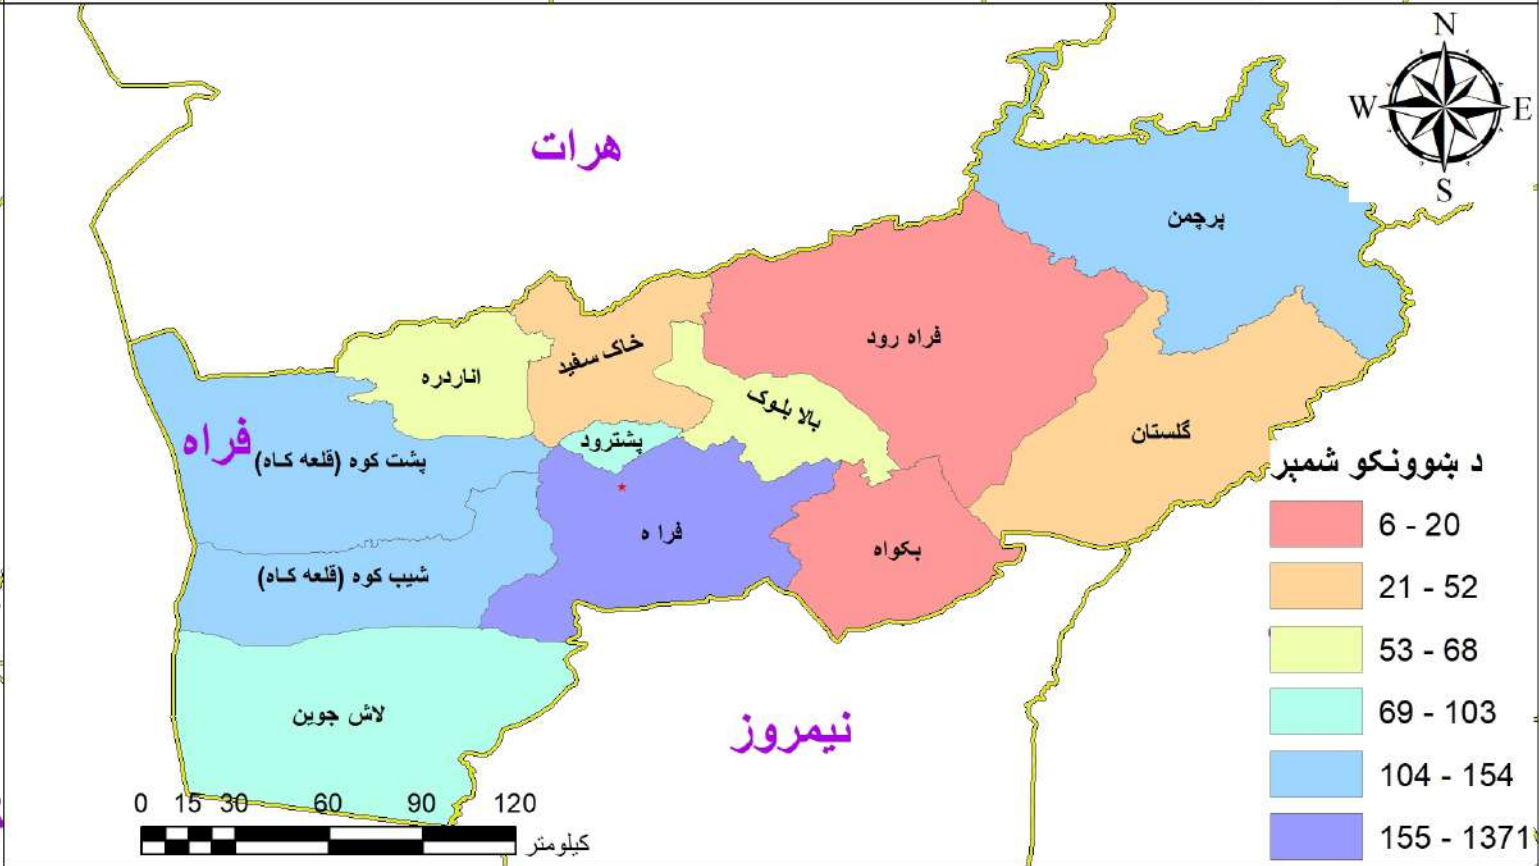 N
W E
S
هرات
پرچمن
فراه رود
خاک سفید
اناردره
بالا بلوک
گلستان
فراه
پشت کوه (قلعه کاه)
پشترود
فرا ه
بکواه
شیب کوه (قلعه کاه)
لاش جوین
نیمروز
د ښوونکو شمېر
6 - 20
21 - 52
53 - 68
69 - 103
104 - 154
155 - 1371
0 15 30 60 90 120
کیلومتر